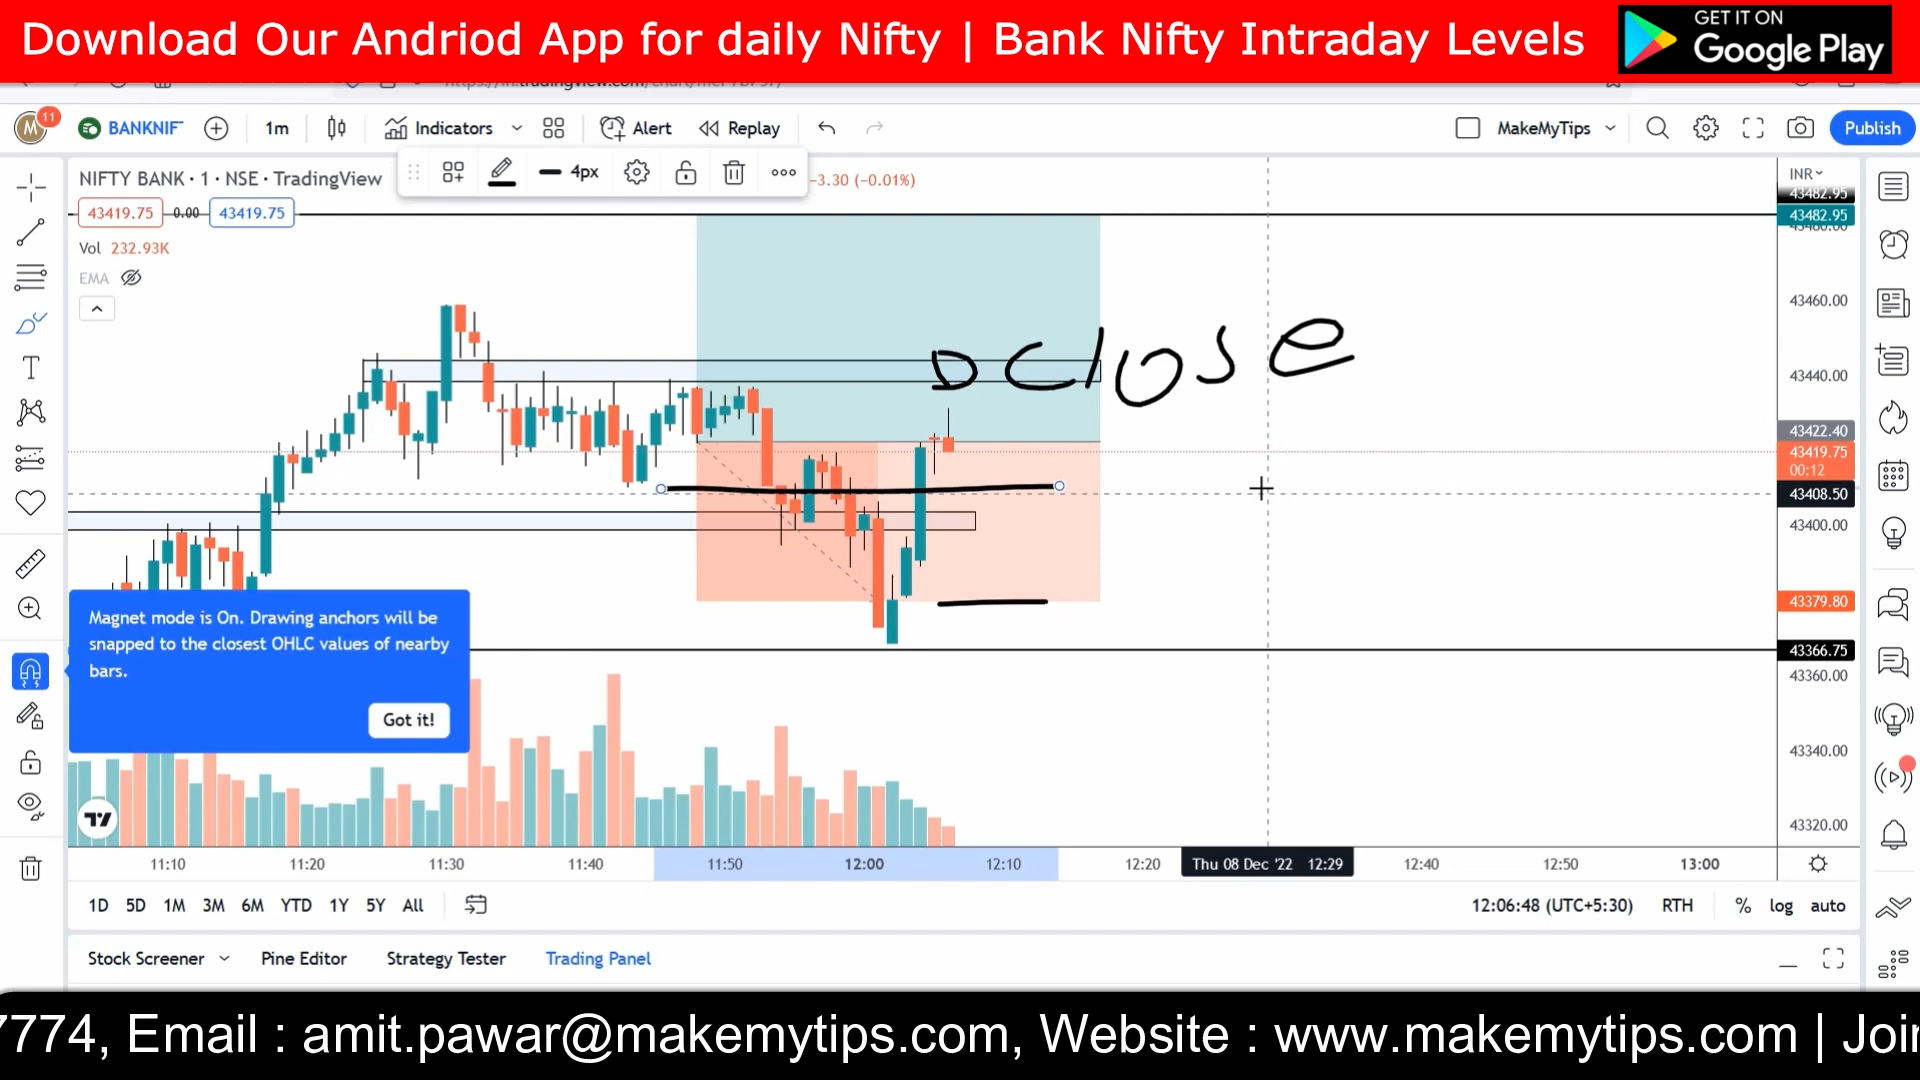 Download Our Andriod App for daily Nifty | Bank Nifty Intraday Levels
GET IT ON
Google Play
M 11 BANKNIF 1m Indicators Alert Replay MakeMyTips Publish
4px
NIFTY BANK · 1 · NSE · TradingView −3.30 (−0.01%)
INR
43482.95
43419.75 0.00 43419.75
43482.95
43480.00
Vol 232.93K
EMA
43460.00
D Close
43440.00
43422.40
43419.75
00:12
43408.50
43400.00
43379.80
Magnet mode is On. Drawing anchors will be
snapped to the closest OHLC values of nearby
bars.
Got it!
43366.75
43360.00
43340.00
43320.00
11:10 11:20 11:30 11:40 11:50 12:00 12:10 12:20 Thu 08 Dec '22 12:29 12:40 12:50 13:00
1D 5D 1M 3M 6M YTD 1Y 5Y All 12:06:48 (UTC+5:30) RTH % log auto
Stock Screener Pine Editor Strategy Tester Trading Panel
7774, Email : amit.pawar@makemytips.com, Website : www.makemytips.com | Join